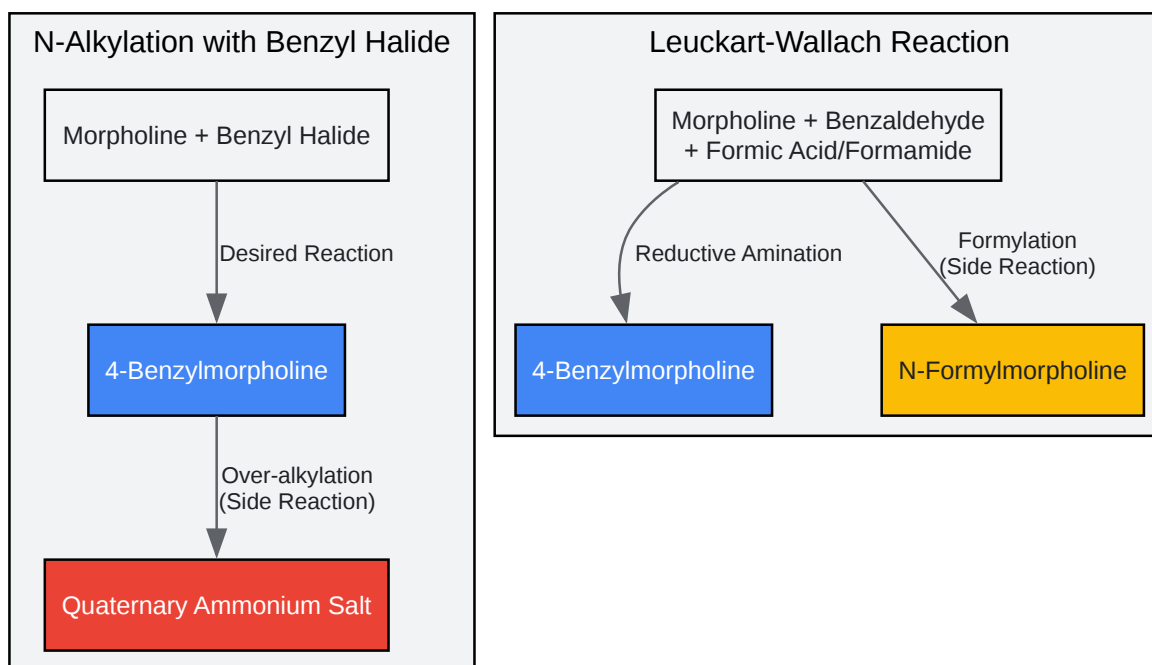 N-Alkylation with Benzyl Halide
Morpholine + Benzyl Halide
Desired Reaction
4-Benzylmorpholine
Over-alkylation
(Side Reaction)
Quaternary Ammonium Salt
Leuckart-Wallach Reaction
Morpholine + Benzaldehyde
+ Formic Acid/Formamide
Reductive Amination
Formylation
(Side Reaction)
4-Benzylmorpholine
N-Formylmorpholine